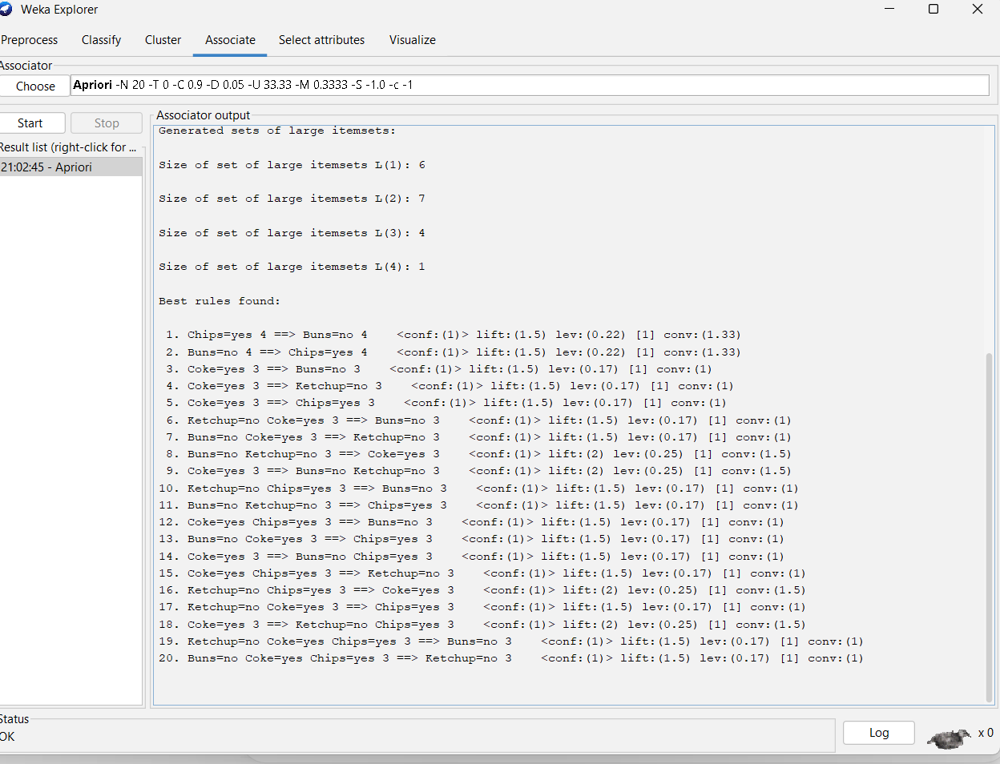 Weka Explorer
Preprocess Classify Cluster Associate Select attributes Visualize
Associator
Choose Apriori -N 20 -T 0 -C 0.9 -D 0.05 -U 33.33 -M 0.3333 -S -1.0 -c -1
Start Stop
Associator output
Result list (right-click for ...
21:02:45 - Apriori
Generated sets of large itemsets:
Size of set of large itemsets L(1): 6
Size of set of large itemsets L(2): 7
Size of set of large itemsets L(3): 4
Size of set of large itemsets L(4): 1
Best rules found:
1. Chips=yes 4 ==> Buns=no 4 <conf:(1)> lift:(1.5) lev:(0.22) [1] conv:(1.33)
2. Buns=no 4 ==> Chips=yes 4 <conf:(1)> lift:(1.5) lev:(0.22) [1] conv:(1.33)
3. Coke=yes 3 ==> Buns=no 3 <conf:(1)> lift:(1.5) lev:(0.17) [1] conv:(1)
4. Coke=yes 3 ==> Ketchup=no 3 <conf:(1)> lift:(1.5) lev:(0.17) [1] conv:(1)
5. Coke=yes 3 ==> Chips=yes 3 <conf:(1)> lift:(1.5) lev:(0.17) [1] conv:(1)
6. Ketchup=no Coke=yes 3 ==> Buns=no 3 <conf:(1)> lift:(1.5) lev:(0.17) [1] conv:(1)
7. Buns=no Coke=yes 3 ==> Ketchup=no 3 <conf:(1)> lift:(1.5) lev:(0.17) [1] conv:(1)
8. Buns=no Ketchup=no 3 ==> Coke=yes 3 <conf:(1)> lift:(2) lev:(0.25) [1] conv:(1.5)
9. Coke=yes 3 ==> Buns=no Ketchup=no 3 <conf:(1)> lift:(2) lev:(0.25) [1] conv:(1.5)
10. Ketchup=no Chips=yes 3 ==> Buns=no 3 <conf:(1)> lift:(1.5) lev:(0.17) [1] conv:(1)
11. Buns=no Ketchup=no 3 ==> Chips=yes 3 <conf:(1)> lift:(1.5) lev:(0.17) [1] conv:(1)
12. Coke=yes Chips=yes 3 ==> Buns=no 3 <conf:(1)> lift:(1.5) lev:(0.17) [1] conv:(1)
13. Buns=no Coke=yes 3 ==> Chips=yes 3 <conf:(1)> lift:(1.5) lev:(0.17) [1] conv:(1)
14. Coke=yes 3 ==> Buns=no Chips=yes 3 <conf:(1)> lift:(1.5) lev:(0.17) [1] conv:(1)
15. Coke=yes Chips=yes 3 ==> Ketchup=no 3 <conf:(1)> lift:(1.5) lev:(0.17) [1] conv:(1)
16. Ketchup=no Chips=yes 3 ==> Coke=yes 3 <conf:(1)> lift:(2) lev:(0.25) [1] conv:(1.5)
17. Ketchup=no Coke=yes 3 ==> Chips=yes 3 <conf:(1)> lift:(1.5) lev:(0.17) [1] conv:(1)
18. Coke=yes 3 ==> Ketchup=no Chips=yes 3 <conf:(1)> lift:(2) lev:(0.25) [1] conv:(1.5)
19. Ketchup=no Coke=yes Chips=yes 3 ==> Buns=no 3 <conf:(1)> lift:(1.5) lev:(0.17) [1] conv:(1)
20. Buns=no Coke=yes Chips=yes 3 ==> Ketchup=no 3 <conf:(1)> lift:(1.5) lev:(0.17) [1] conv:(1)
Status
OK
Log
x 0